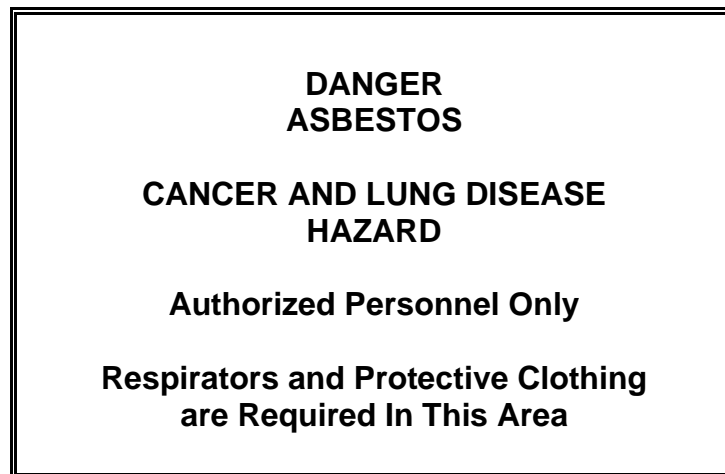 DANGER
ASBESTOS
CANCER AND LUNG DISEASE
HAZARD
Authorized Personnel Only
Respirators and Protective Clothing
are Required In This Area